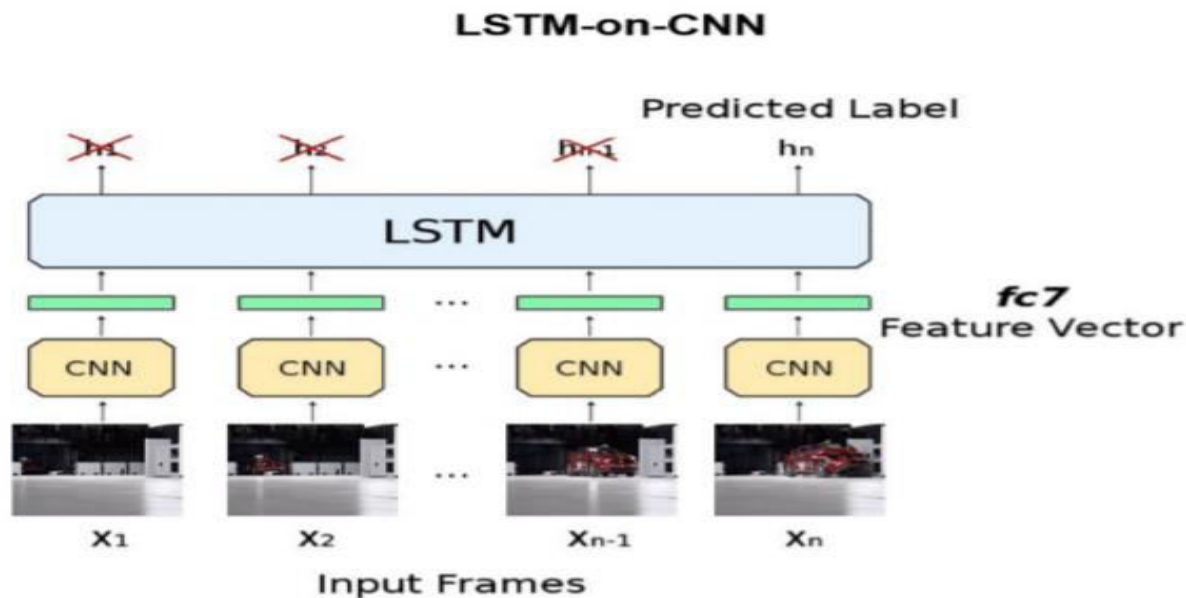 LSTM-on-CNN
Predicted Label
h1 h2 hn-1 hn
LSTM
... fc7
Feature Vector
CNN CNN ... CNN CNN
...
x1 x2 xn-1 xn
Input Frames